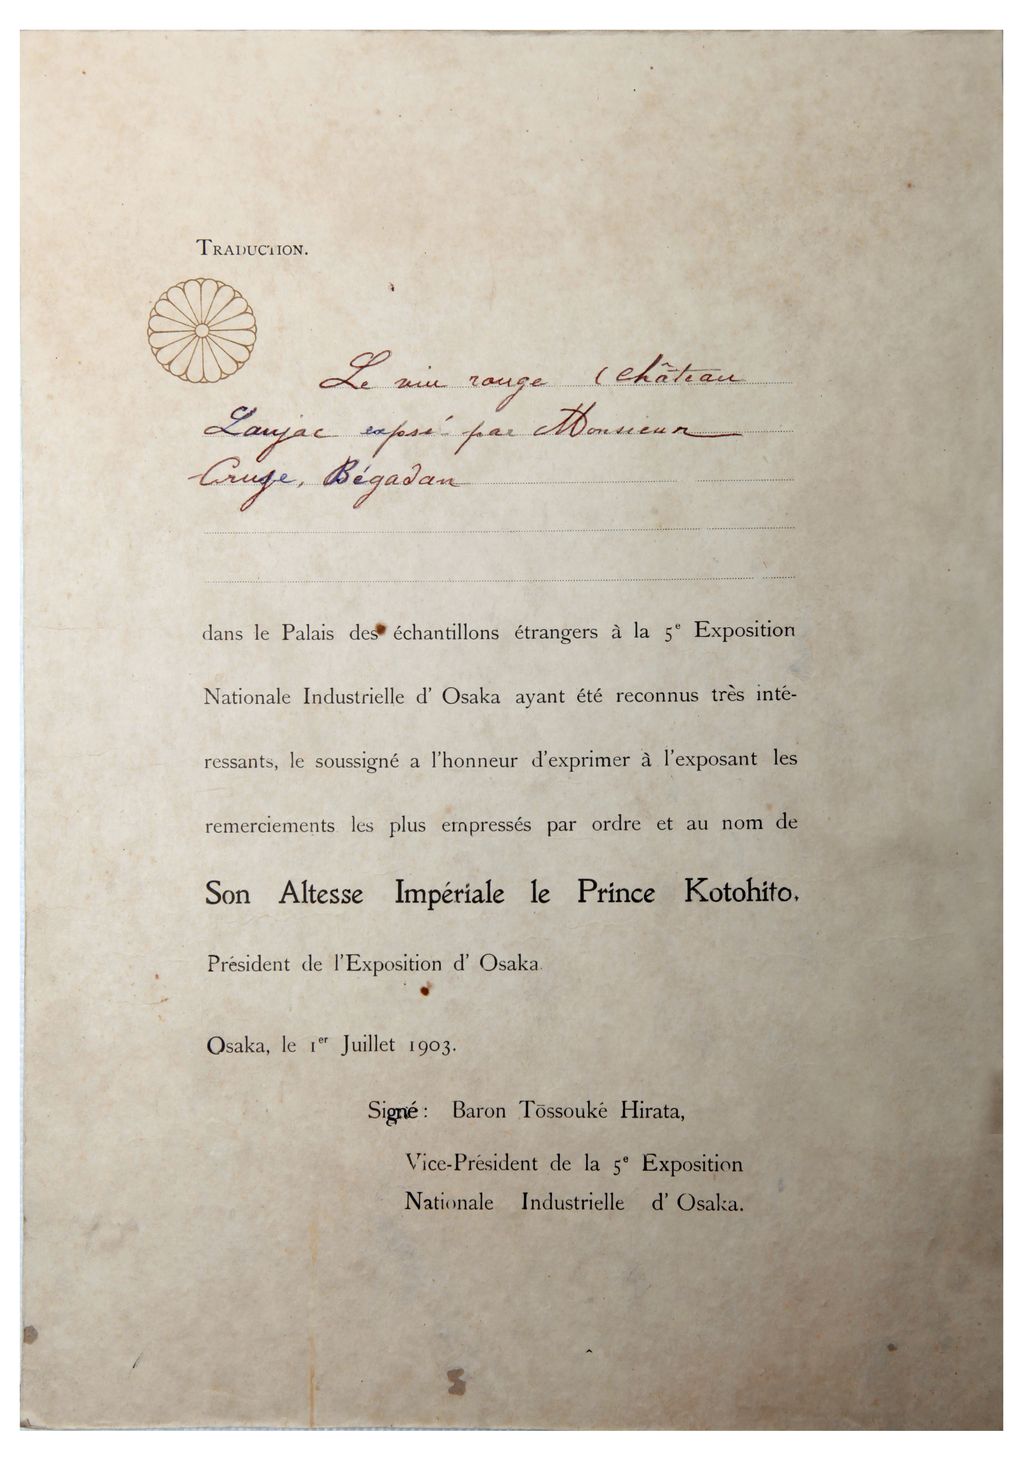 TRADUCTION.
Le vin rouge (Château
Laujac exposé par Monsieur
Cruse, Bégadan
dans le Palais des échantillons étrangers à la 5e Exposition
Nationale Industrielle d' Osaka ayant été reconnus très inté-
ressants, le soussigné a l'honneur d'exprimer à l'exposant les
remerciements les plus empressés par ordre et au nom de
Son Altesse Impériale le Prince Kotohito,
Président de l'Exposition d' Osaka.
Osaka, le 1er Juillet 1903.
Signé : Baron Tōssouké Hirata,
Vice-Président de la 5e Exposition
Nationale Industrielle d' Osaka.